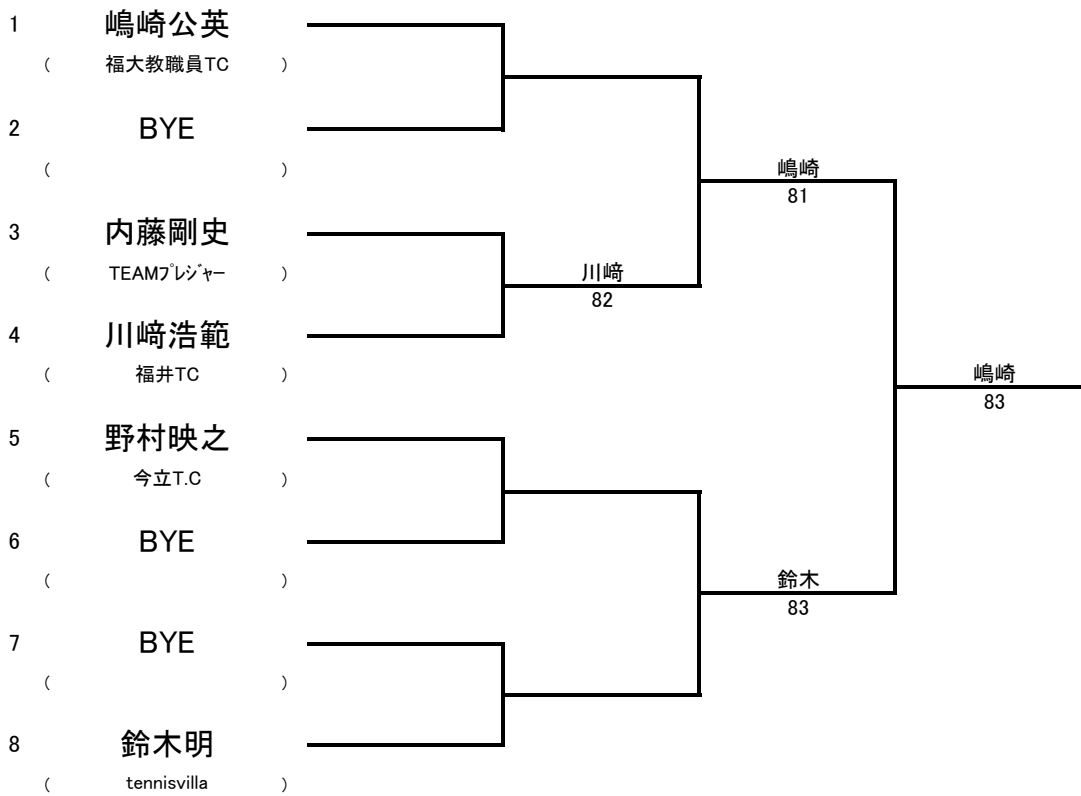 1 嶋崎公英
( 福大教職員TC )
2 BYE
( )
嶋崎
81
3 内藤剛史
( TEAMﾌﾟﾚｼﾞｬｰ )
川﨑
82
4 川﨑浩範
( 福井TC )
嶋崎
83
5 野村映之
( 今立T.C )
6 BYE
( )
鈴木
83
7 BYE
( )
8 鈴木明
( tennisvilla )